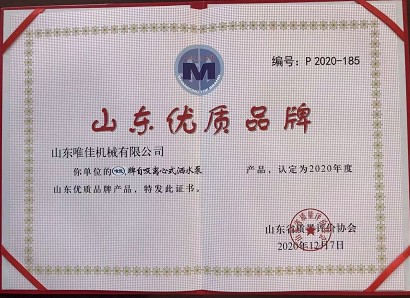 编号：P 2020-185
山东优质品牌
山东唯佳机械有限公司
你单位的 牌自吸离心式洒水泵 产品，认定为2020年度
山东优质品牌产品，特发此证书。
山东省质量评价协会
2020年12月7日